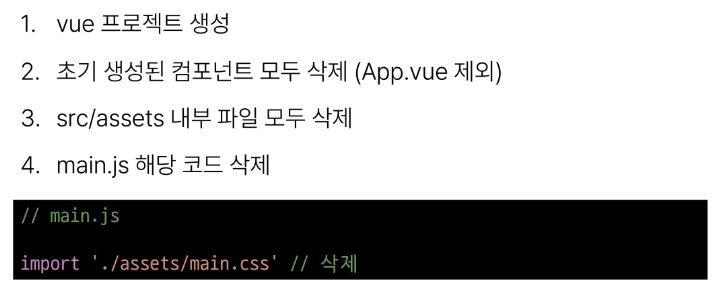 1. vue 프로젝트 생성
2. 초기 생성된 컴포넌트 모두 삭제 (App.vue 제외)
3. src/assets 내부 파일 모두 삭제
4. main.js 해당 코드 삭제
// main.js
import './assets/main.css' // 삭제